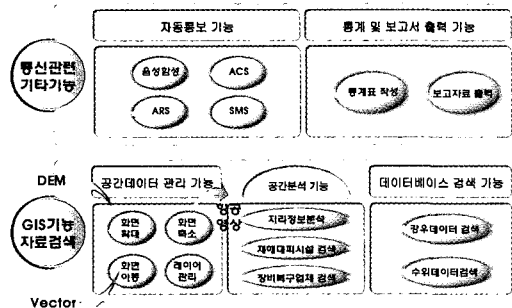 자동통보 기능
통계 및 보고서 출력 기능
통신관련
기타기능
음성합성
ACS
ARS
SMS
통계표 작성
보고자료 출력
DEM
공간데이터 관리 기능
공간분석 기능
데이터베이스 검색 기능
항공
영상
GIS기능
자료검색
화면
확대
화면
축소
화면
이동
레이어
관리
지리정보분석
재해대피시설 검색
장비복구업체 검색
강우데이터 검색
수위데이터검색
Vector